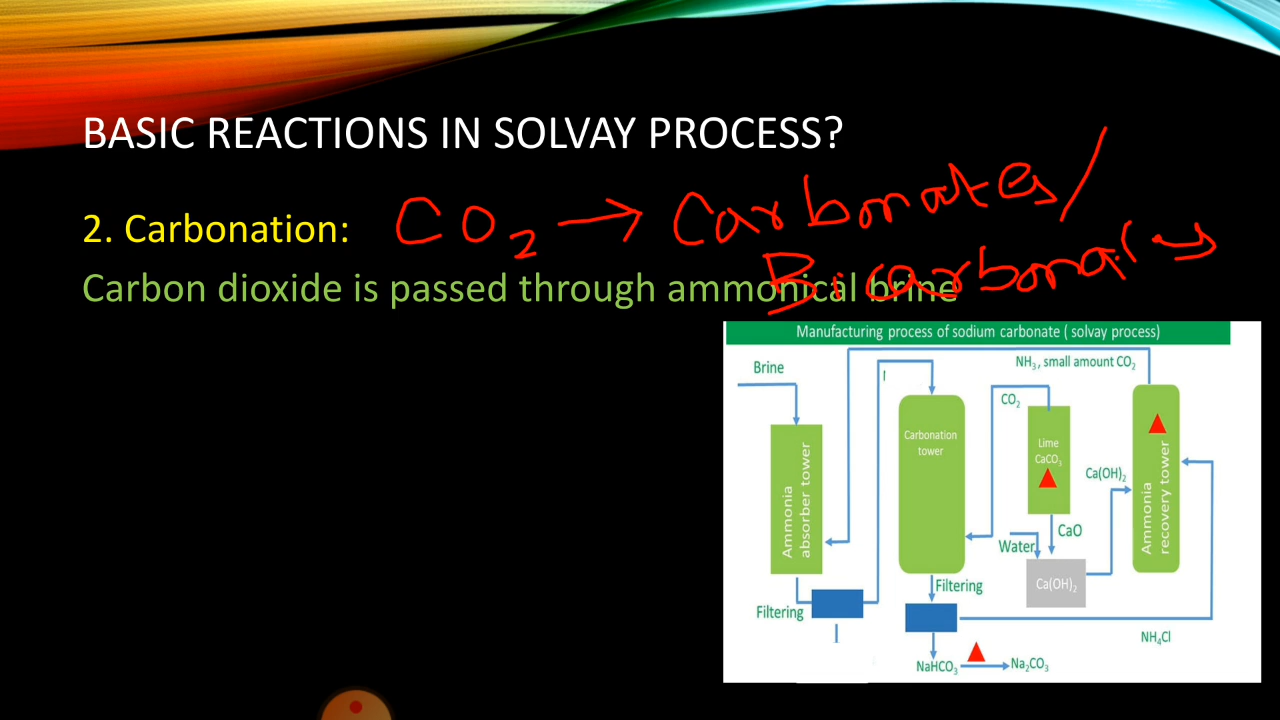 BASIC REACTIONS IN SOLVAY PROCESS?
2. Carbonation:
CO₂ → Carbonates/
Bicarbonates
Carbon dioxide is passed through ammonical brine
Manufacturing process of sodium carbonate ( solvay process)
NH₃ , small amount CO₂
Brine
CO₂
Carbonation
tower
Lime
CaCO₃
Ca(OH)₂
Ammonia
absorber tower
Ammonia
recovery tower
CaO
Water
Ca(OH)₂
Filtering
Filtering
NH₄Cl
NaHCO₃
Na₂CO₃